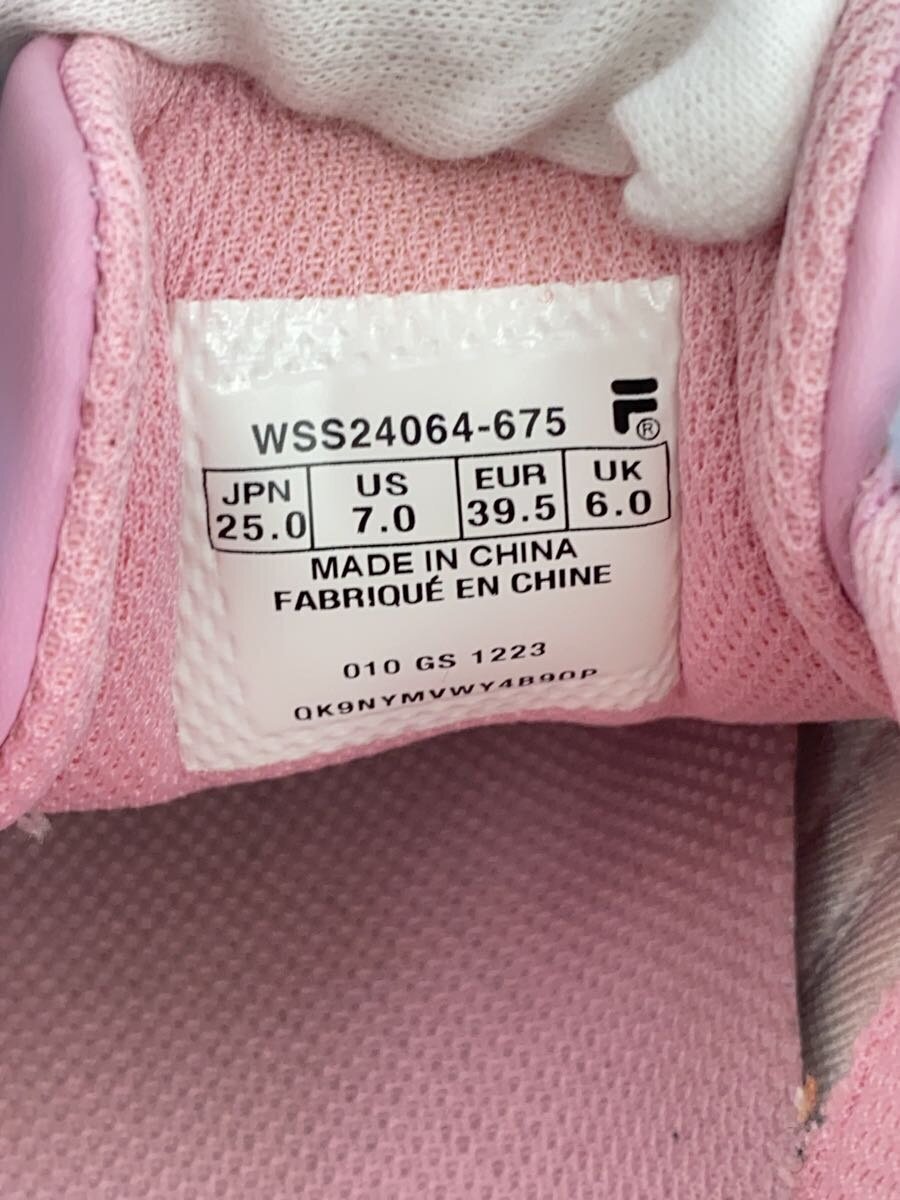 WSS24064-675
®
JPN US EUR UK
25.0 7.0 39.5 6.0
MADE IN CHINA
FABRIQUÉ EN CHINE
010 GS 1223
QK9NYMVWY4B90P